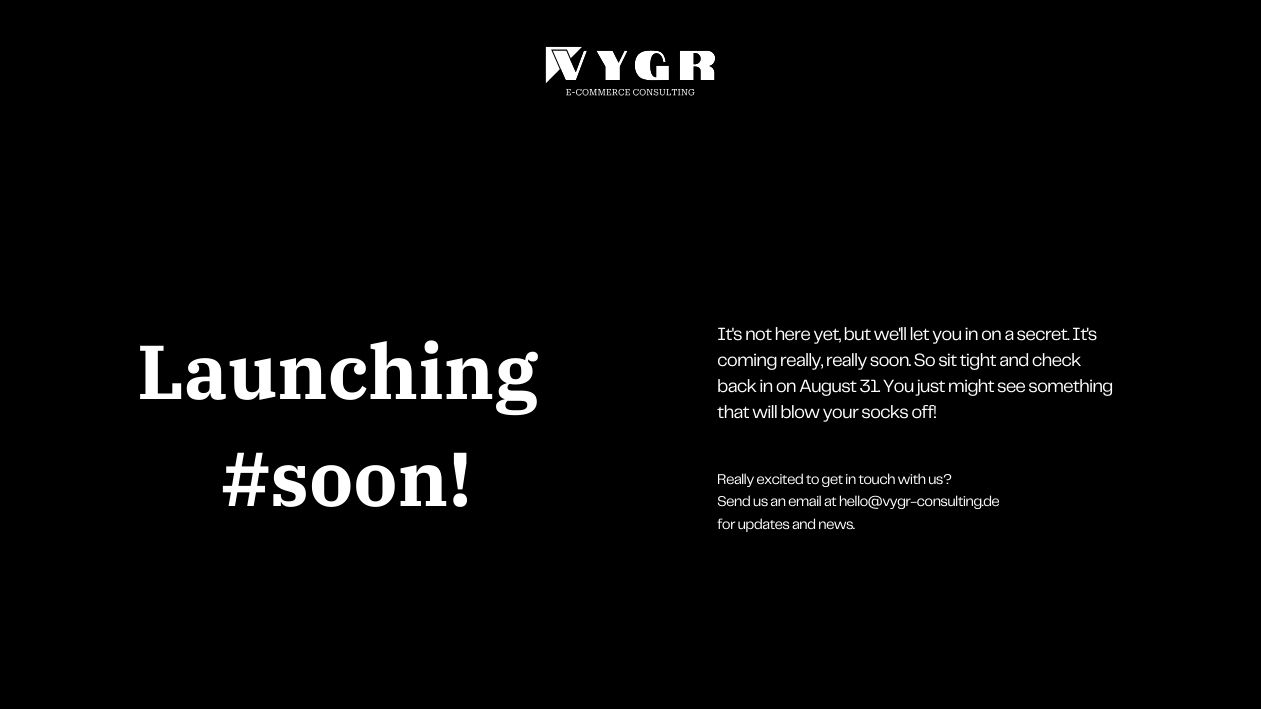 VYGR
E-COMMERCE CONSULTING
Launching
#soon!
It's not here yet, but we'll let you in on a secret. It's
coming really, really soon. So sit tight and check
back in on August 31. You just might see something
that will blow your socks off!
Really excited to get in touch with us?
Send us an email at hello@vygr-consulting.de
for updates and news.